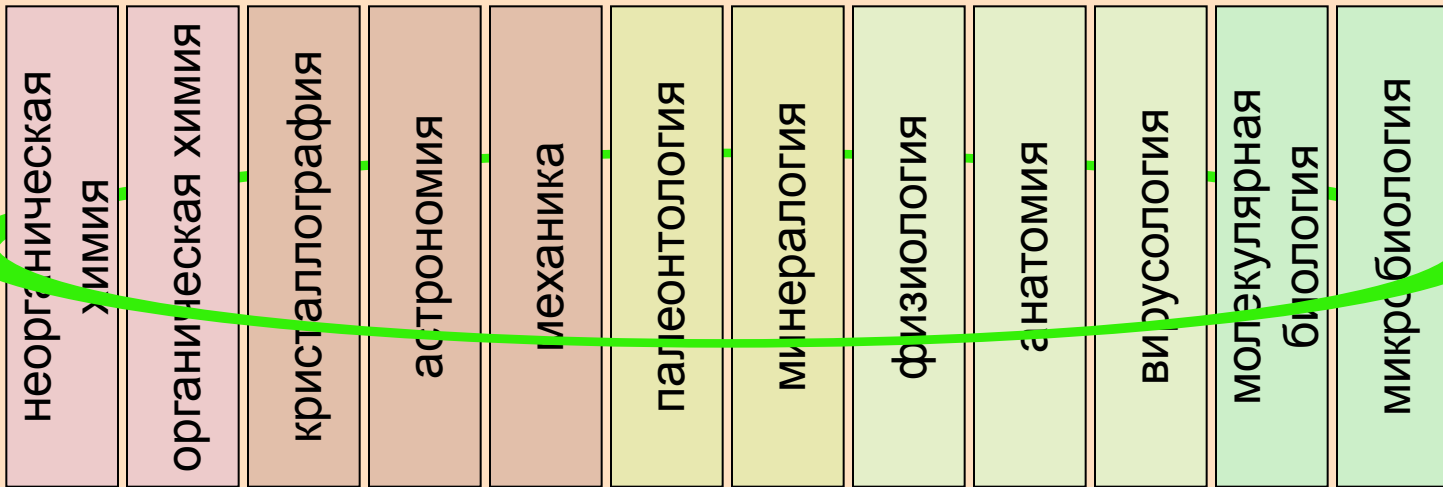 неорганическая
химия
органическая химия
кристаллография
астрономия
механика
палеонтология
минералогия
физиология
анатомия
вирусология
молекулярная
биология
микробиология